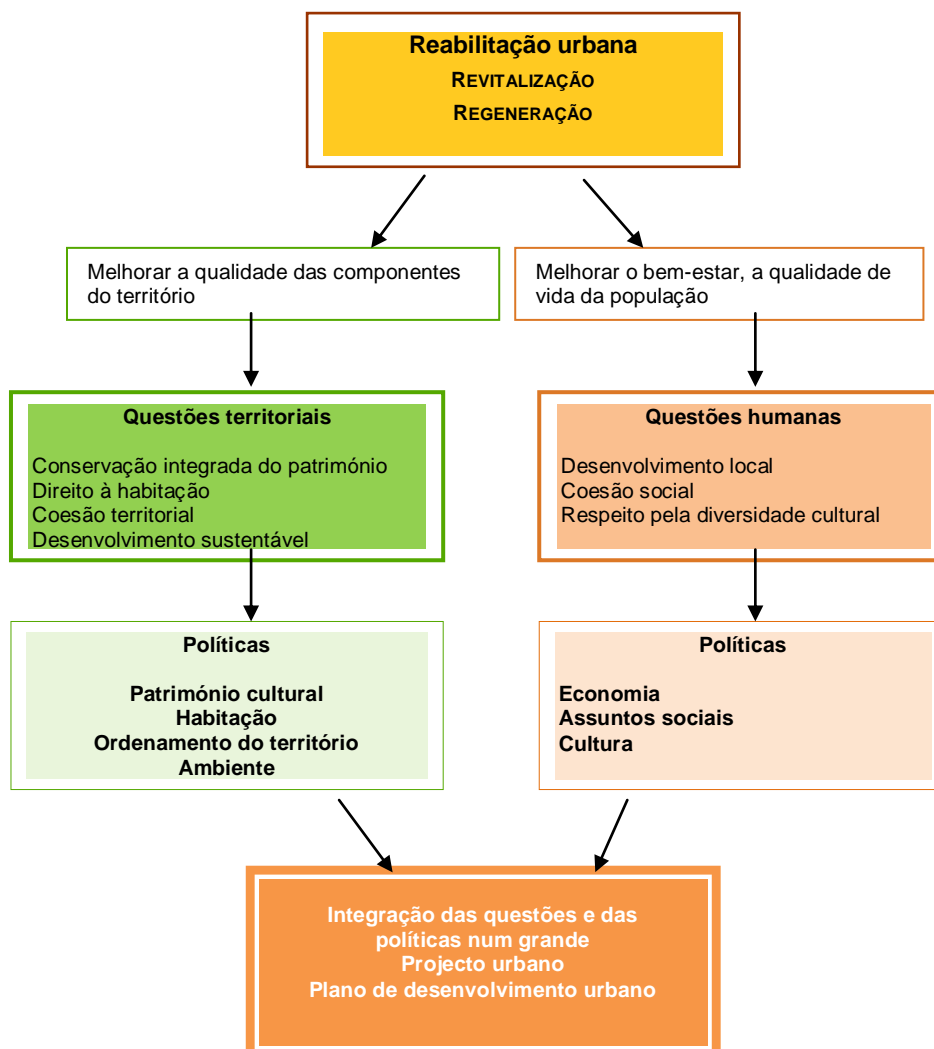 Reabilitação urbana
REVITALIZAÇÃO
REGENERAÇÃO
Melhorar a qualidade das componentes
do território
Melhorar o bem-estar, a qualidade de
vida da população
Questões territoriais
Conservação integrada do património
Direito à habitação
Coesão territorial
Desenvolvimento sustentável
Questões humanas
Desenvolvimento local
Coesão social
Respeito pela diversidade cultural
Políticas
Património cultural
Habitação
Ordenamento do território
Ambiente
Políticas
Economia
Assuntos sociais
Cultura
Integração das questões e das
políticas num grande
Projecto urbano
Plano de desenvolvimento urbano